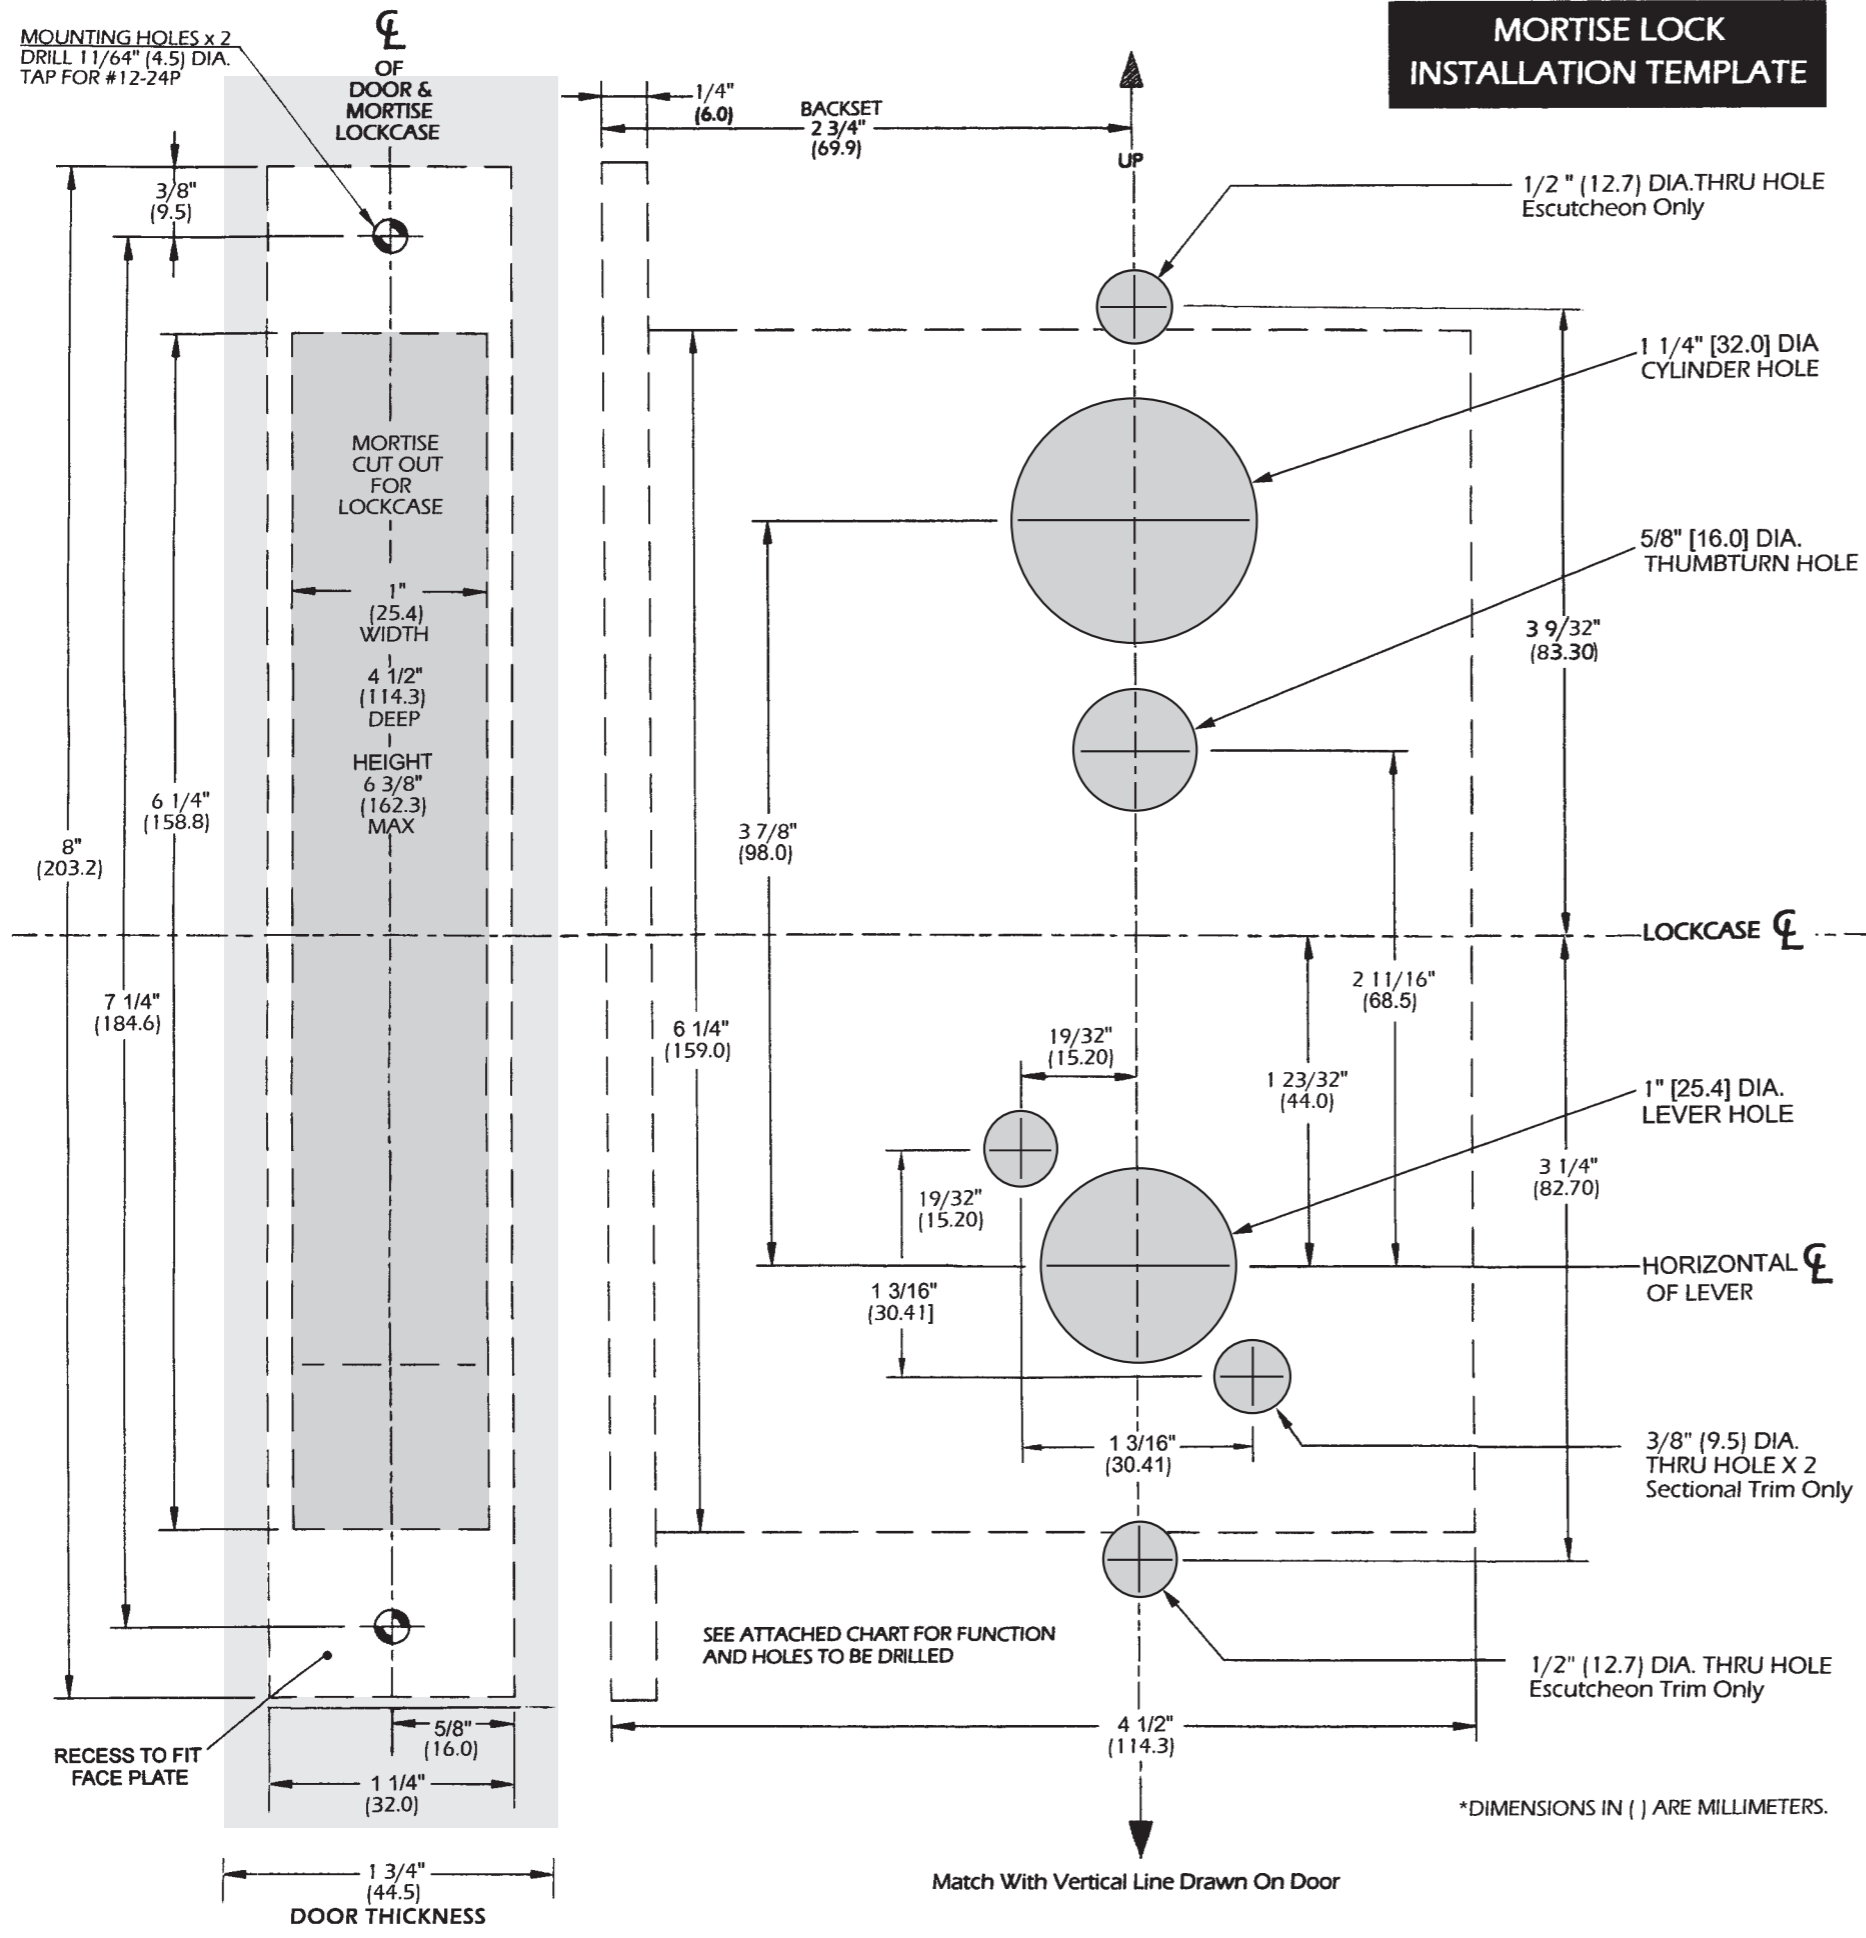 MORTISE LOCK
INSTALLATION TEMPLATE
MOUNTING HOLES x 2
DRILL 11/64" (4.5) DIA.
TAP FOR #12-24P
℄
OF
DOOR &
MORTISE
LOCKCASE
1/4"
(6.0)
BACKSET
2 3/4"
(69.9)
UP
3/8"
(9.5)
1/2 " (12.7) DIA.THRU HOLE
Escutcheon Only
1 1/4" [32.0] DIA
CYLINDER HOLE
MORTISE
CUT OUT
FOR
LOCKCASE
5/8" [16.0] DIA.
THUMBTURN HOLE
1"
(25.4)
WIDTH
4 1/2"
(114.3)
DEEP
HEIGHT
6 3/8"
(162.3)
MAX
3 9/32"
(83.30)
6 1/4"
(158.8)
8"
(203.2)
3 7/8"
(98.0)
LOCKCASE ℄
7 1/4"
(184.6)
2 11/16"
(68.5)
6 1/4"
(159.0)
19/32"
(15.20)
1 23/32"
(44.0)
1" [25.4] DIA.
LEVER HOLE
3 1/4"
(82.70)
19/32"
(15.20)
1 3/16"
(30.41]
HORIZONTAL ℄
OF LEVER
1 3/16"
(30.41)
3/8" (9.5) DIA.
THRU HOLE X 2
Sectional Trim Only
SEE ATTACHED CHART FOR FUNCTION
AND HOLES TO BE DRILLED
1/2" (12.7) DIA. THRU HOLE
Escutcheon Trim Only
RECESS TO FIT
FACE PLATE
5/8"
(16.0)
4 1/2"
(114.3)
1 1/4"
(32.0)
*DIMENSIONS IN ( ) ARE MILLIMETERS.
1 3/4"
(44.5)
DOOR THICKNESS
Match With Vertical Line Drawn On Door